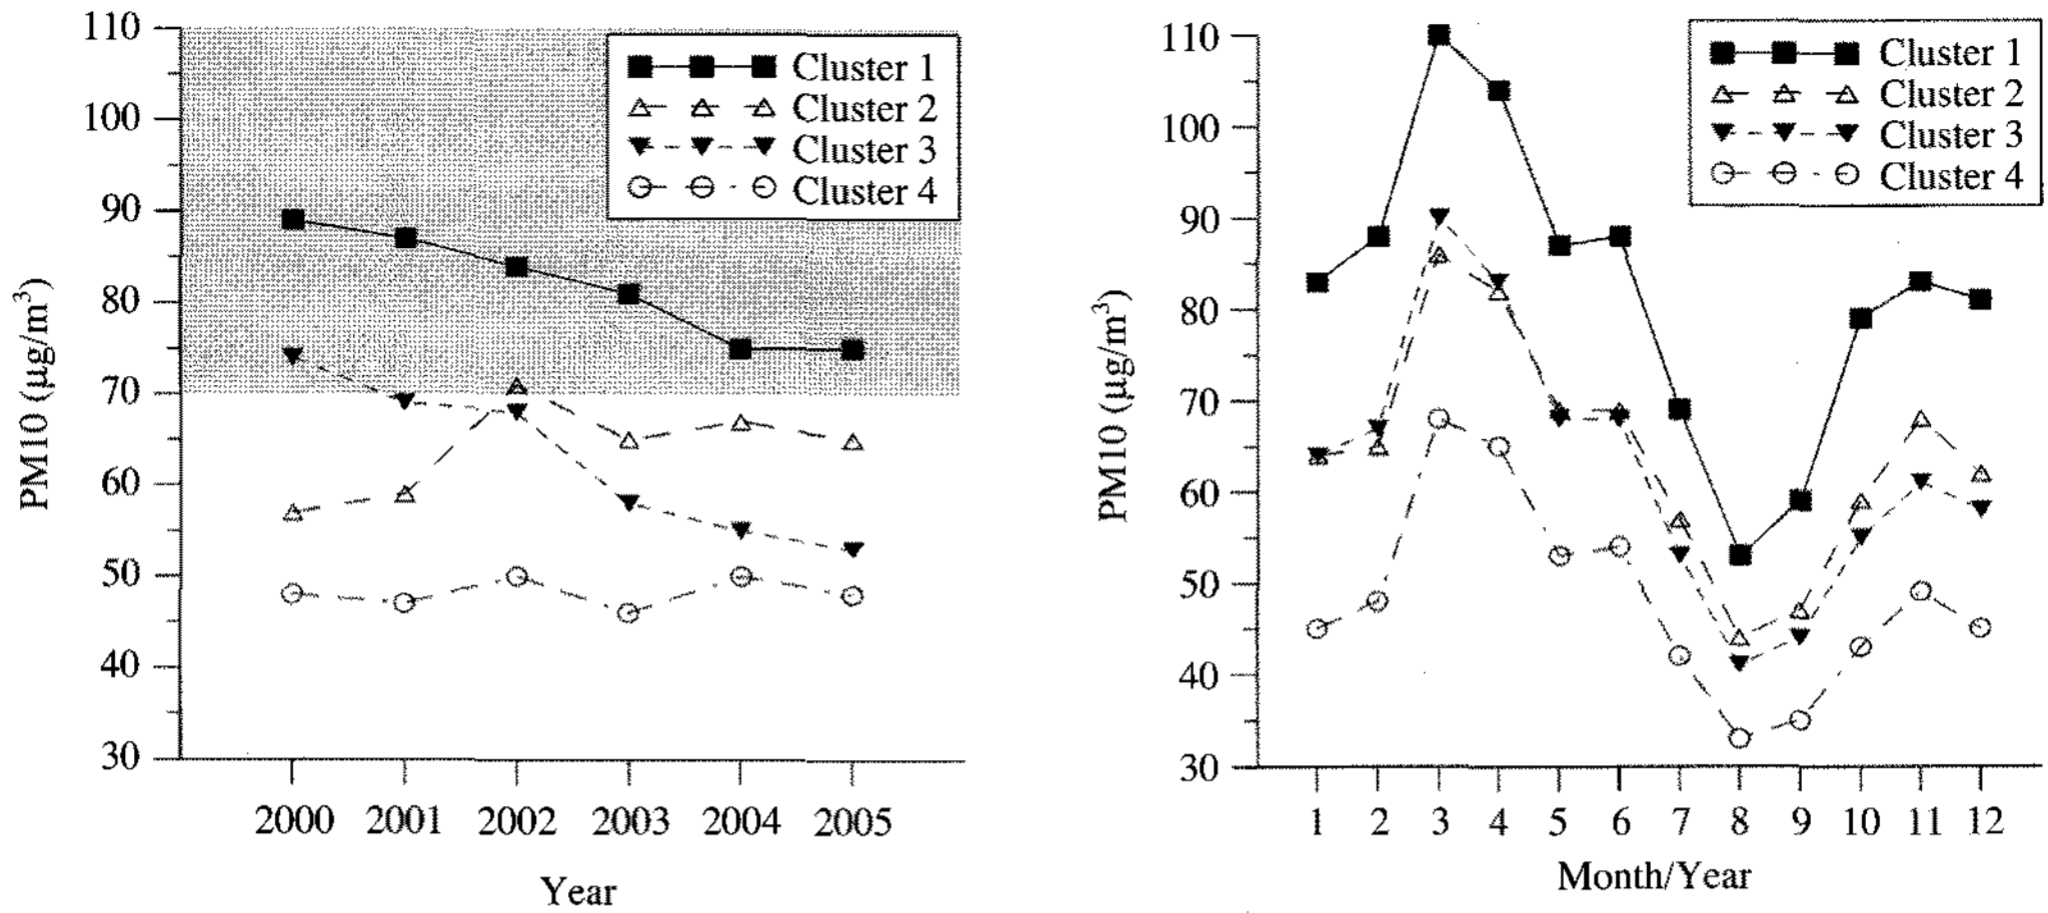 110
100
90
80
70
60
50
40
30
PM10 (µg/m³)
Cluster 1
Cluster 2
Cluster 3
Cluster 4
2000 2001 2002 2003 2004 2005
Year
110
100
90
80
70
60
50
40
30
PM10 (µg/m³)
Cluster 1
Cluster 2
Cluster 3
Cluster 4
1 2 3 4 5 6 7 8 9 10 11 12
Month/Year